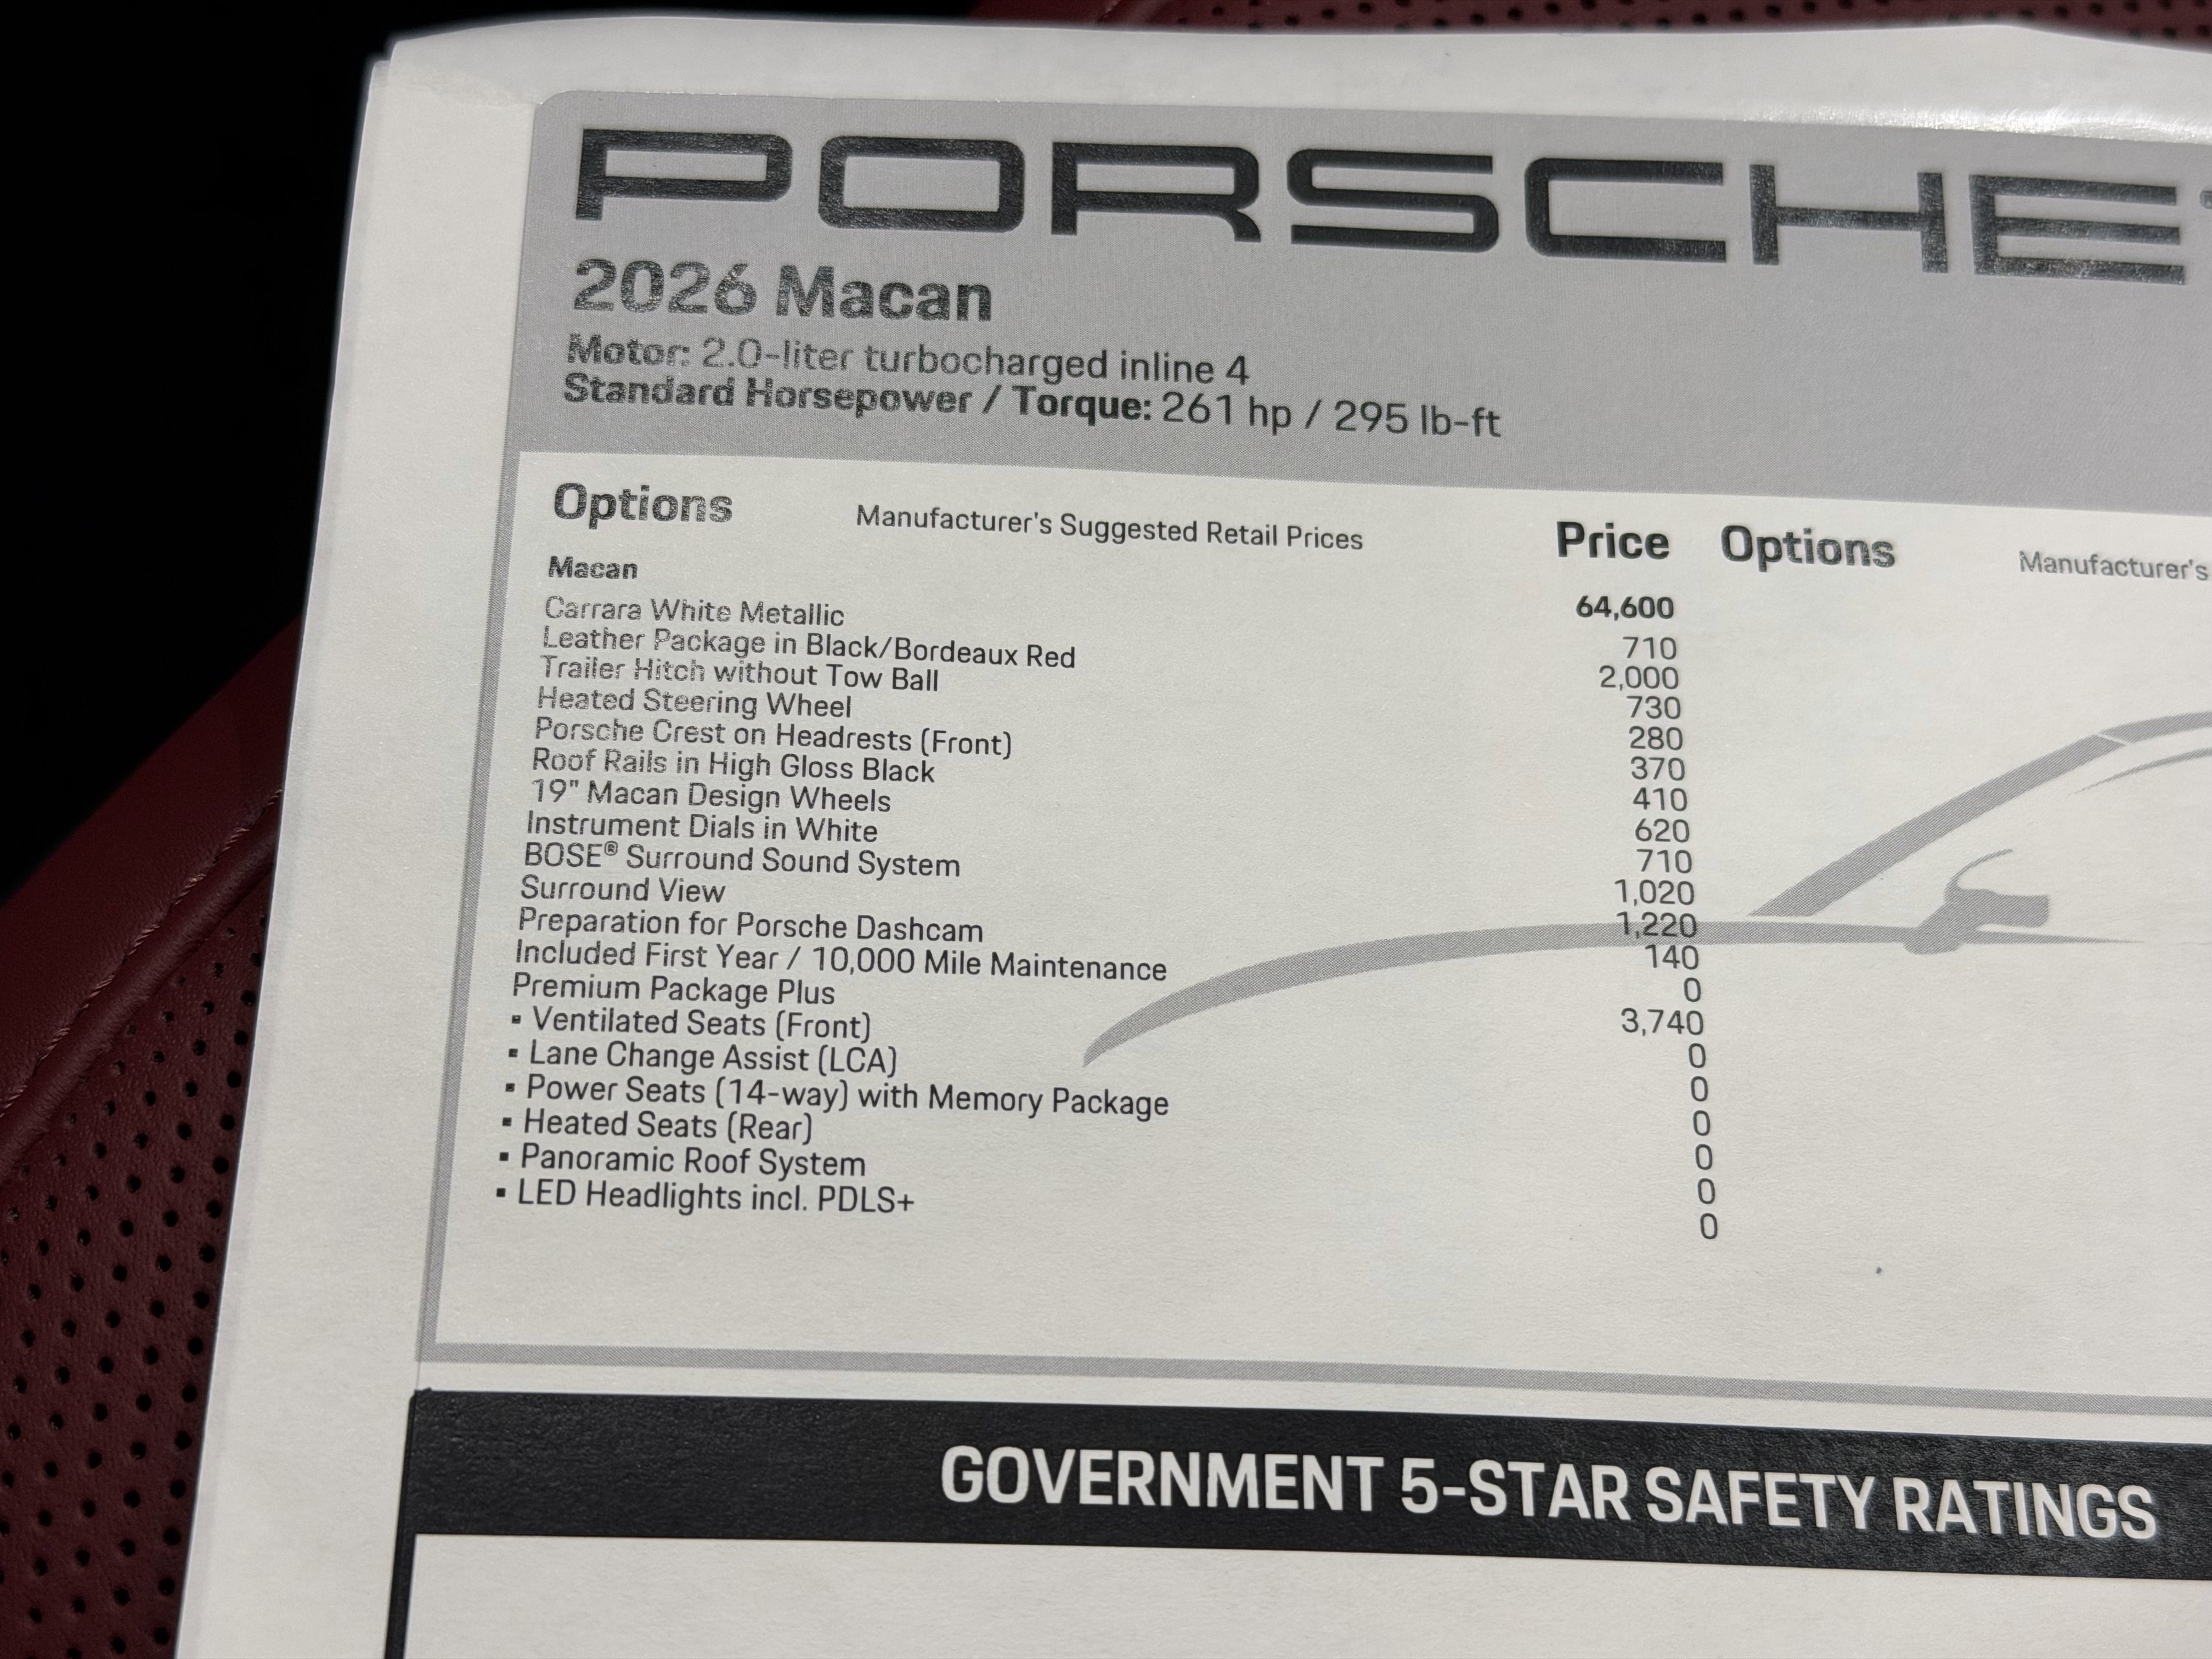 PORSCHE
2026 Macan
Motor: 2.0-liter turbocharged inline 4
Standard Horsepower / Torque: 261 hp / 295 lb-ft
Options Manufacturer's Suggested Retail Prices Price Options Manufacturer's
Macan 64,600
Carrara White Metallic 710
Leather Package in Black/Bordeaux Red 2,000
Trailer Hitch without Tow Ball 730
Heated Steering Wheel 280
Porsche Crest on Headrests (Front) 370
Roof Rails in High Gloss Black 410
19" Macan Design Wheels 620
Instrument Dials in White 710
BOSE® Surround Sound System 1,020
Surround View 1,220
Preparation for Porsche Dashcam 140
Included First Year / 10,000 Mile Maintenance 0
Premium Package Plus 3,740
▪ Ventilated Seats (Front) 0
▪ Lane Change Assist (LCA) 0
▪ Power Seats (14-way) with Memory Package 0
▪ Heated Seats (Rear) 0
▪ Panoramic Roof System 0
▪ LED Headlights incl. PDLS+ 0
GOVERNMENT 5-STAR SAFETY RATINGS